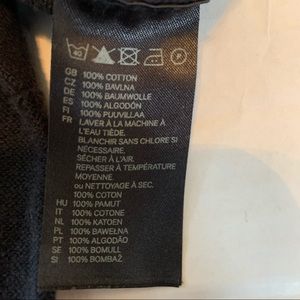 40 P
GB 100% COTTON
CZ 100% BAVLNA
DE 100% BAUMWOLLE
ES 100% ALGODÓN
FI 100% PUUVILLAA
FR LAVER À LA MACHINE À
L'EAU TIÈDE.
BLANCHIR SANS CHLORE SI
NÉCESSAIRE.
SÉCHER À L'AIR.
REPASSER À TEMPÉRATURE
MOYENNE
ou NETTOYAGE À SEC.
100% COTON
HU 100% PAMUT
IT 100% COTONE
NL 100% KATOEN
PL 100% BAWEŁNA
PT 100% ALGODÃO
SE 100% BOMULL
SI 100% BOMBAŽ